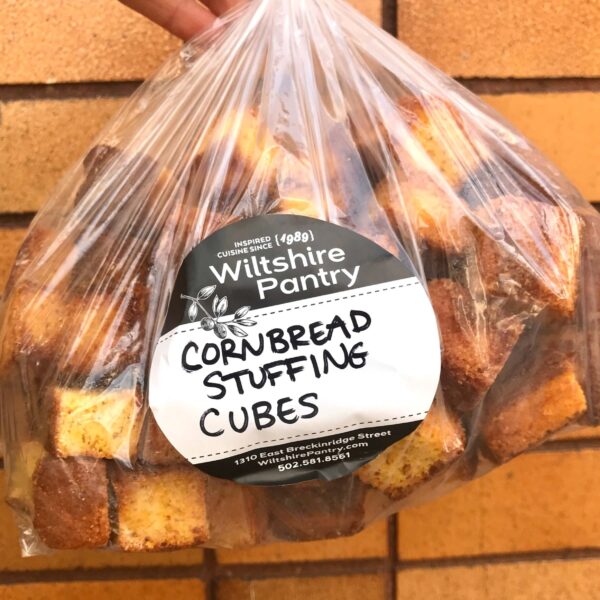 INSPIRED
CUISINE SINCE {1989}
Wiltshire
Pantry
CORNBREAD
STUFFING
CUBES
1310 East Breckinridge Street
WiltshirePantry.com
502.581.8561